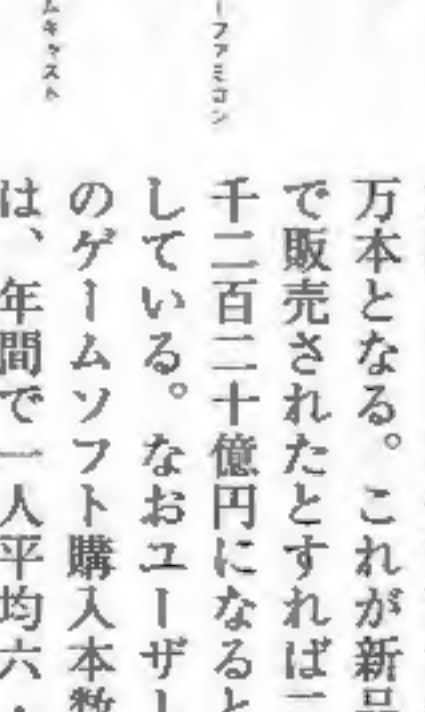 万本となる。これが新品
で販売されたとすれば
千二百二十億円になると
している。なおユーザー
のゲームソフト購入本数
は、年間で一人平均六・
ーファミコン
ムキャスト